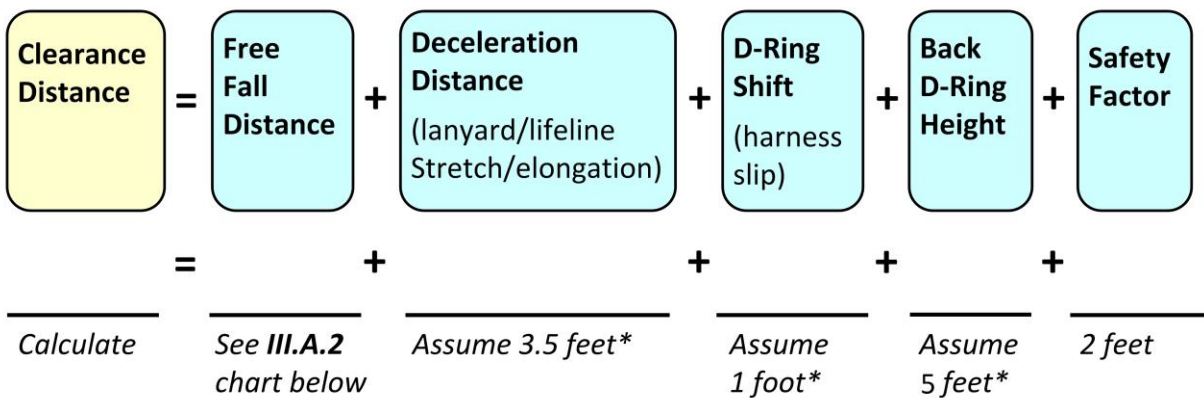 Clearance
Distance
=
Free
Fall
Distance
+
Deceleration
Distance
(lanyard/lifeline
Stretch/elongation)
+
D-Ring
Shift
(harness
slip)
+
Back
D-Ring
Height
+
Safety
Factor
= + + + +
Calculate
See III.A.2
chart below
Assume 3.5 feet*
Assume
1 foot*
Assume
5 feet*
2 feet